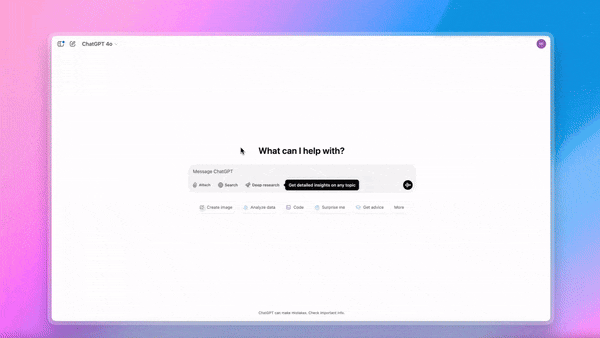 ChatGPT 4o
What can I help with?
Message ChatGPT
Attach
Search
Deep research
Get detailed insights on any topic
Create image
Analyze data
Code
Surprise me
Get advice
More
ChatGPT can make mistakes. Check important info.